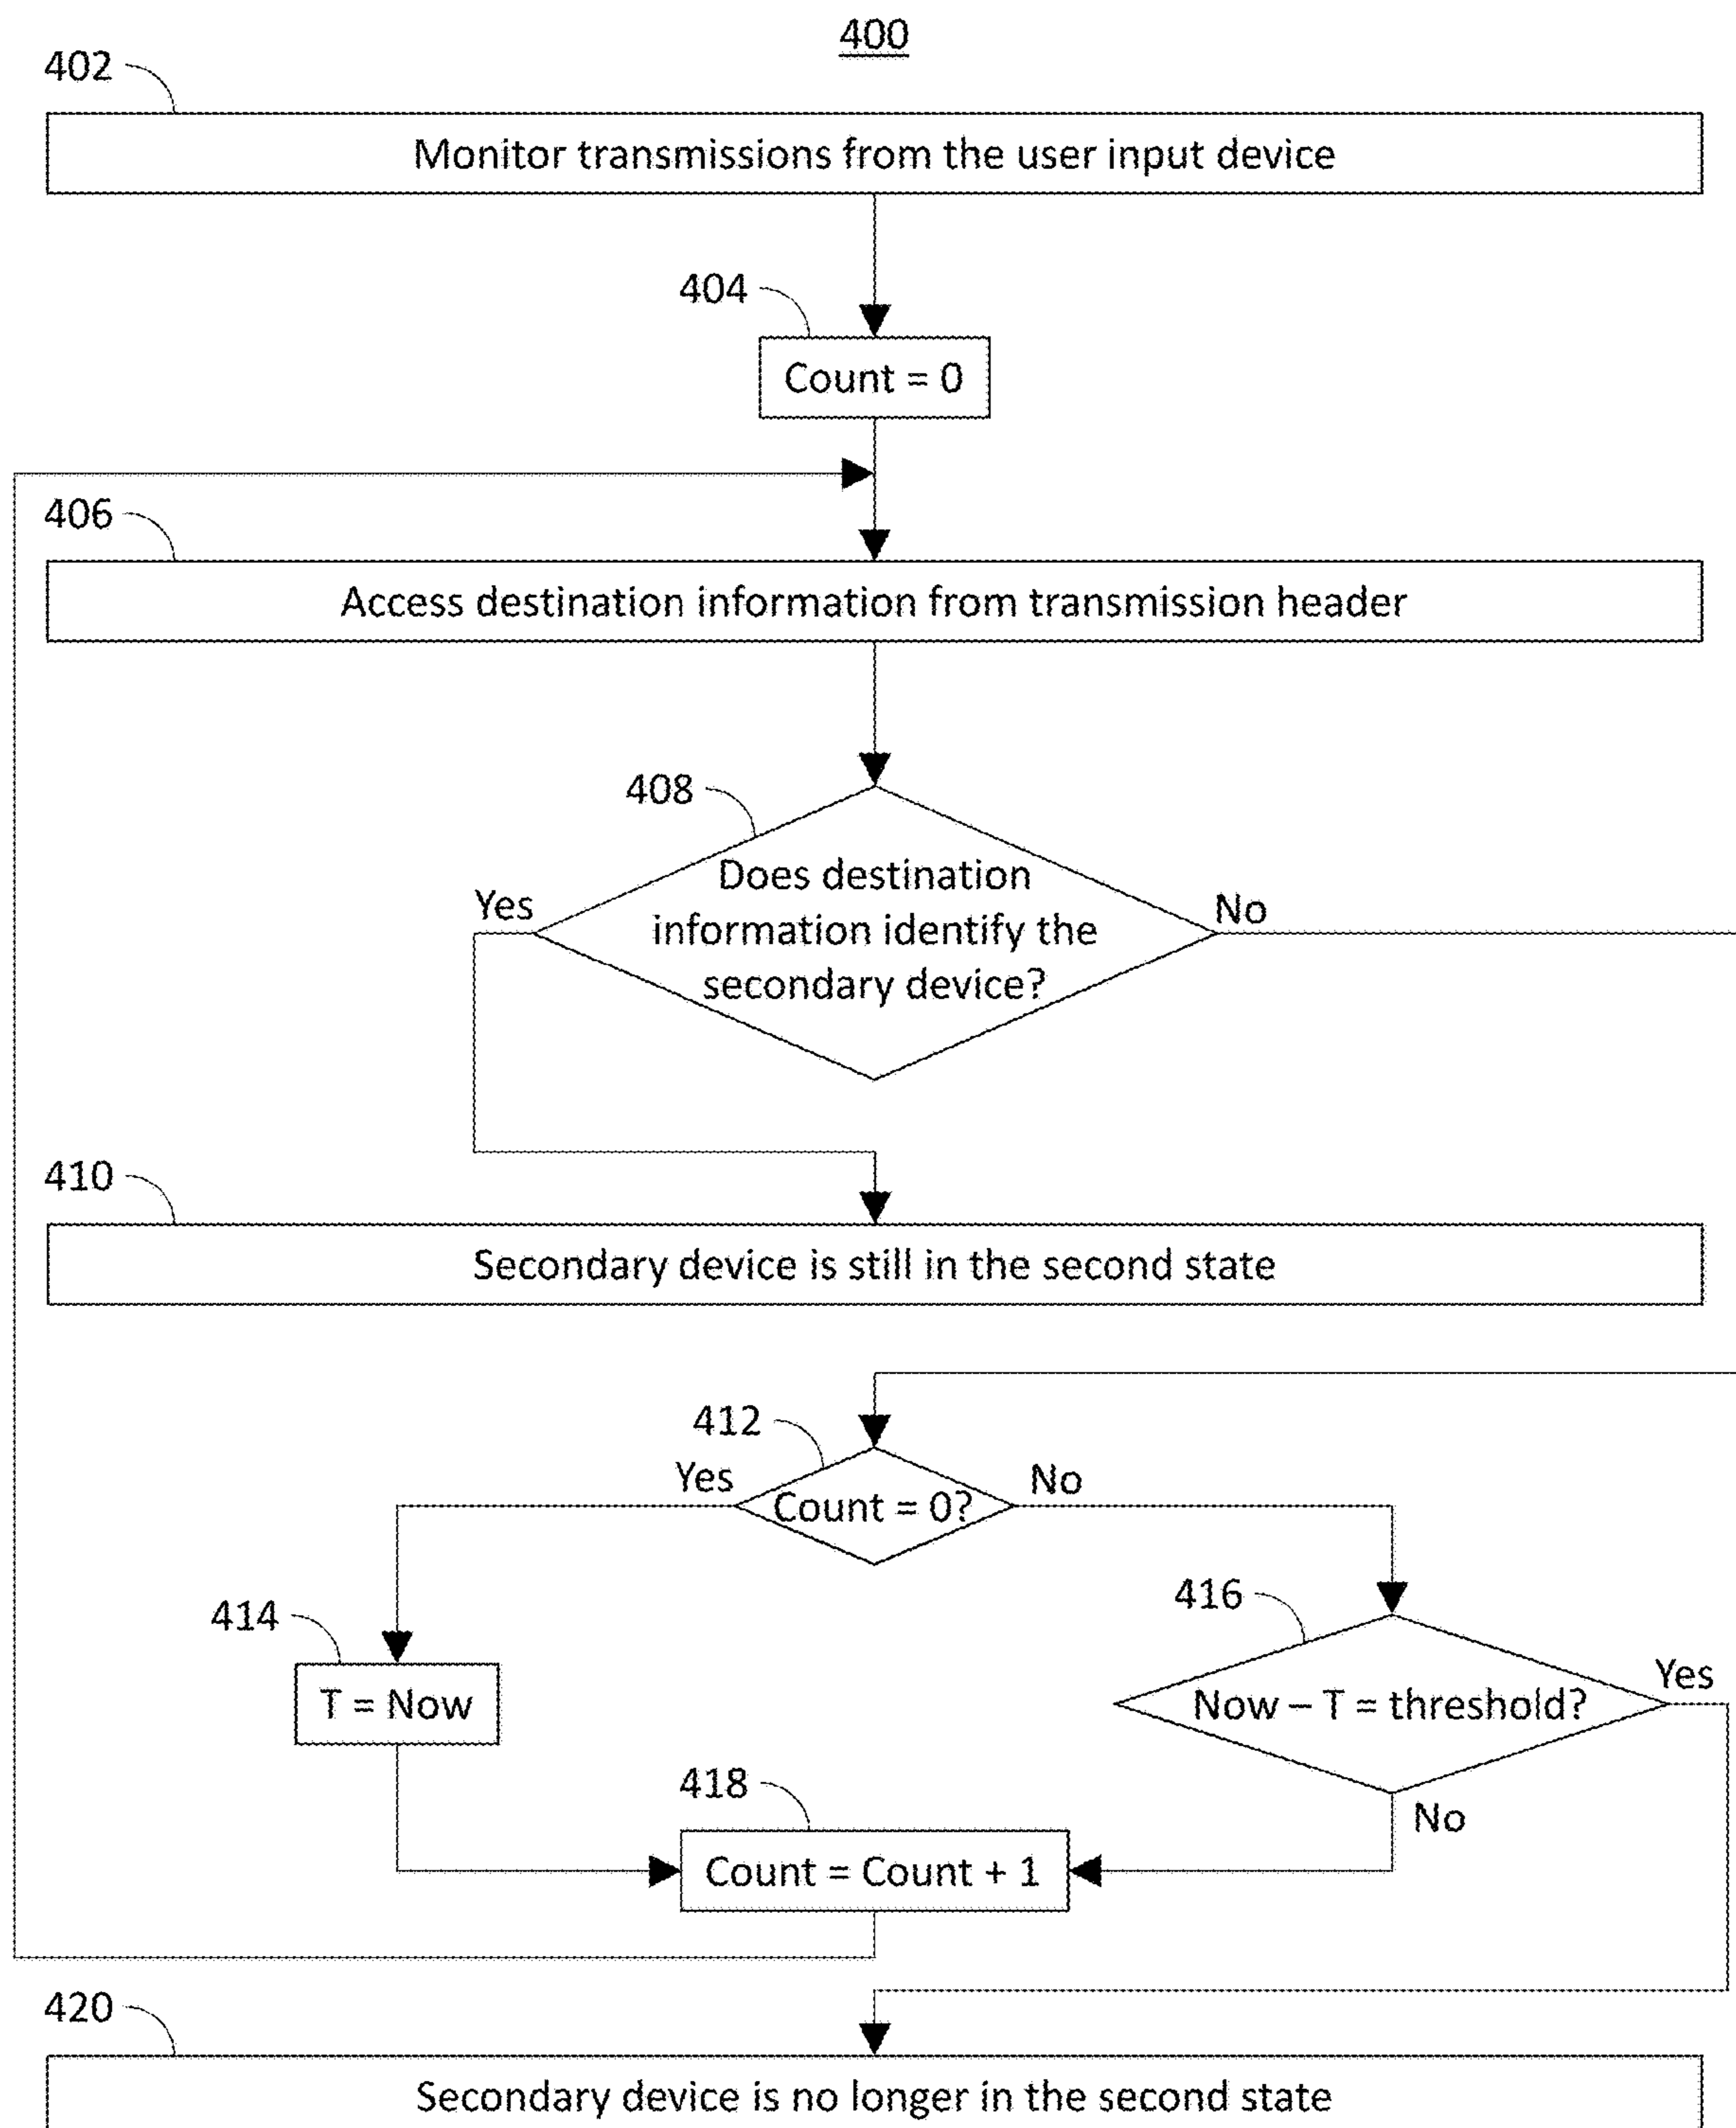 400
402
Monitor transmissions from the user input device
404
Count = 0
406
Access destination information from transmission header
408
Does destination
information identify the
secondary device?
Yes
No
410
Secondary device is still in the second state
412
Yes
Count = 0?
No
414
T = Now
416
Now – T = threshold?
Yes
No
418
Count = Count + 1
420
Secondary device is no longer in the second state